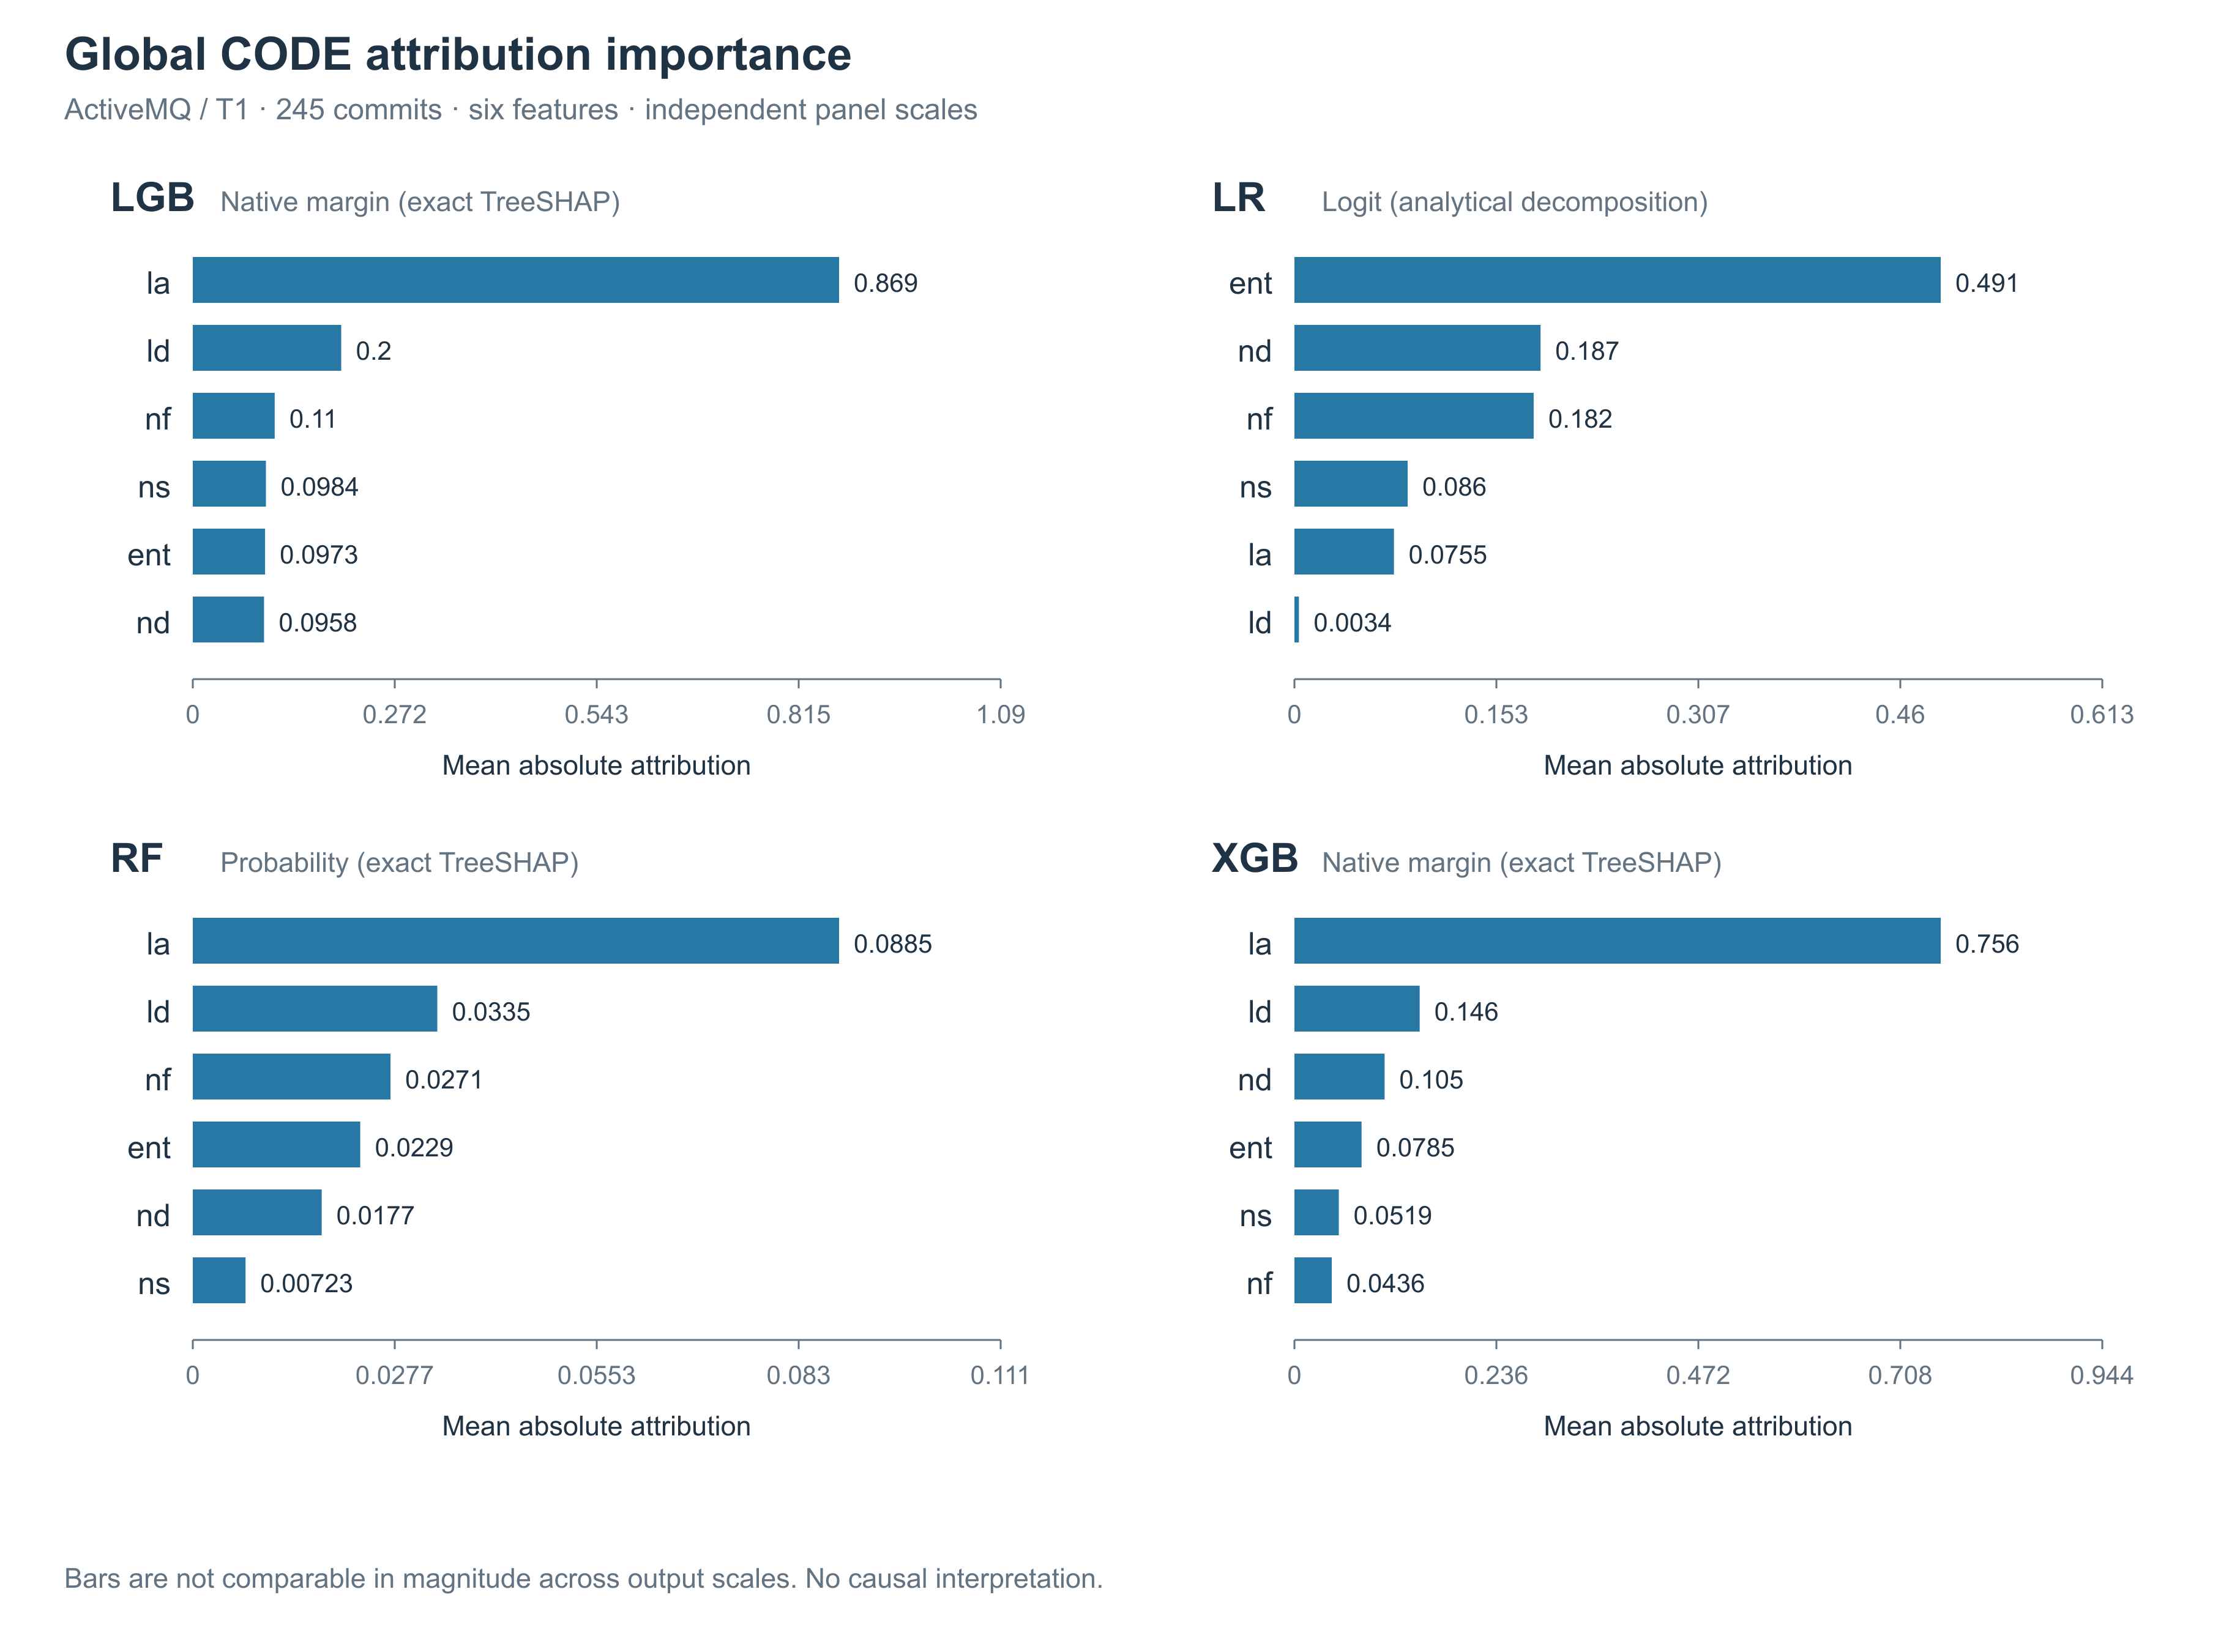 Global CODE attribution importance
ActiveMQ / T1 · 245 commits · six features · independent panel scales
LGB Native margin (exact TreeSHAP)
la 0.869
ld 0.2
nf 0.11
ns 0.0984
ent 0.0973
nd 0.0958
0 0.272 0.543 0.815 1.09
Mean absolute attribution
LR Logit (analytical decomposition)
ent 0.491
nd 0.187
nf 0.182
ns 0.086
la 0.0755
ld 0.0034
0 0.153 0.307 0.46 0.613
Mean absolute attribution
RF Probability (exact TreeSHAP)
la 0.0885
ld 0.0335
nf 0.0271
ent 0.0229
nd 0.0177
ns 0.00723
0 0.0277 0.0553 0.083 0.111
Mean absolute attribution
XGB Native margin (exact TreeSHAP)
la 0.756
ld 0.146
nd 0.105
ent 0.0785
ns 0.0519
nf 0.0436
0 0.236 0.472 0.708 0.944
Mean absolute attribution
Bars are not comparable in magnitude across output scales. No causal interpretation.